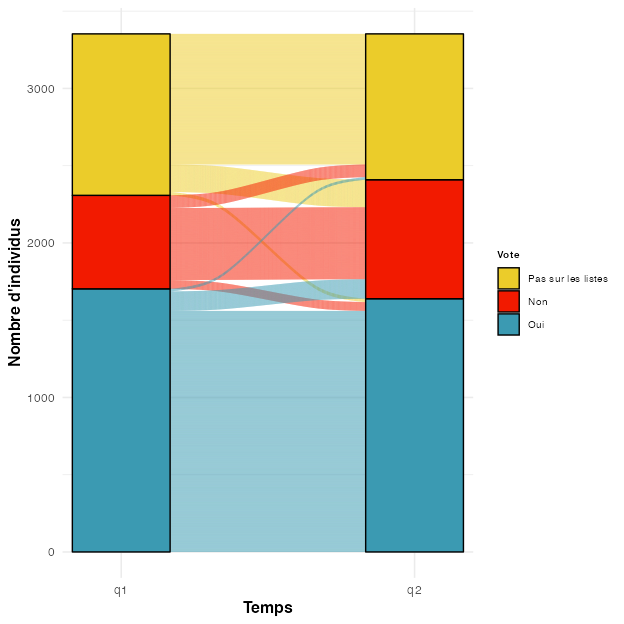 Nombre d'individus
3000
2000
1000
0
q1
q2
Temps
Vote
Pas sur les listes
Non
Oui